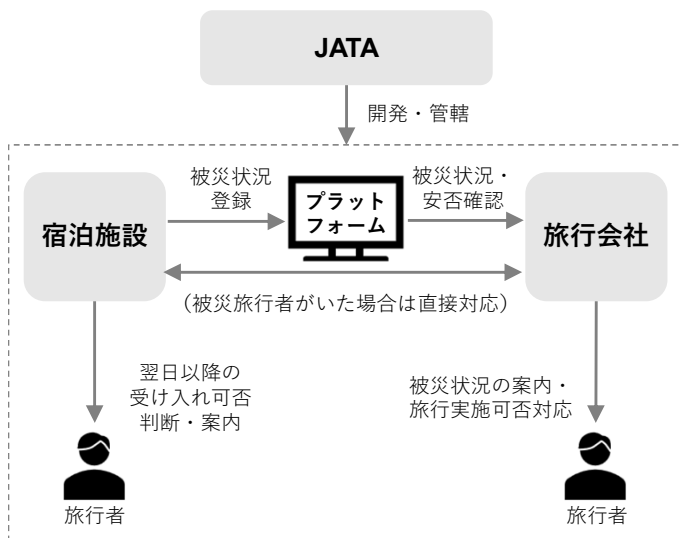 JATA
開発・管轄
被災状況
登録
プラット
フォーム
被災状況・
安否確認
宿泊施設
旅行会社
(被災旅行者がいた場合は直接対応)
翌日以降の
受け入れ可否
判断・案内
被災状況の案内・
旅行実施可否対応
旅行者
旅行者